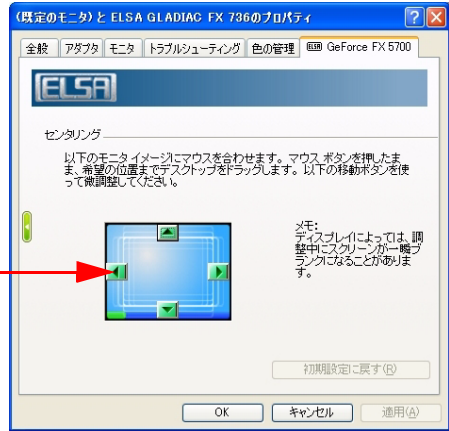 (既定のモニタ) と ELSA GLADIAC FX 736のプロパティ
全般 アダプタ モニタ トラブルシューティング 色の管理 ELSA GeForce FX 5700
ELSA
センタリング
以下のモニタ イメージにマウスを合わせます。マウス ボタンを押したま
ま、希望の位置までデスクトップをドラッグします。以下の移動ボタンを使
って微調整してください。
メモ:
ディスプレイによっては、調
整中にスクリーンが一瞬ブ
ランクになることがありま
す。
初期設定に戻す(R)
OK キャンセル 適用(A)